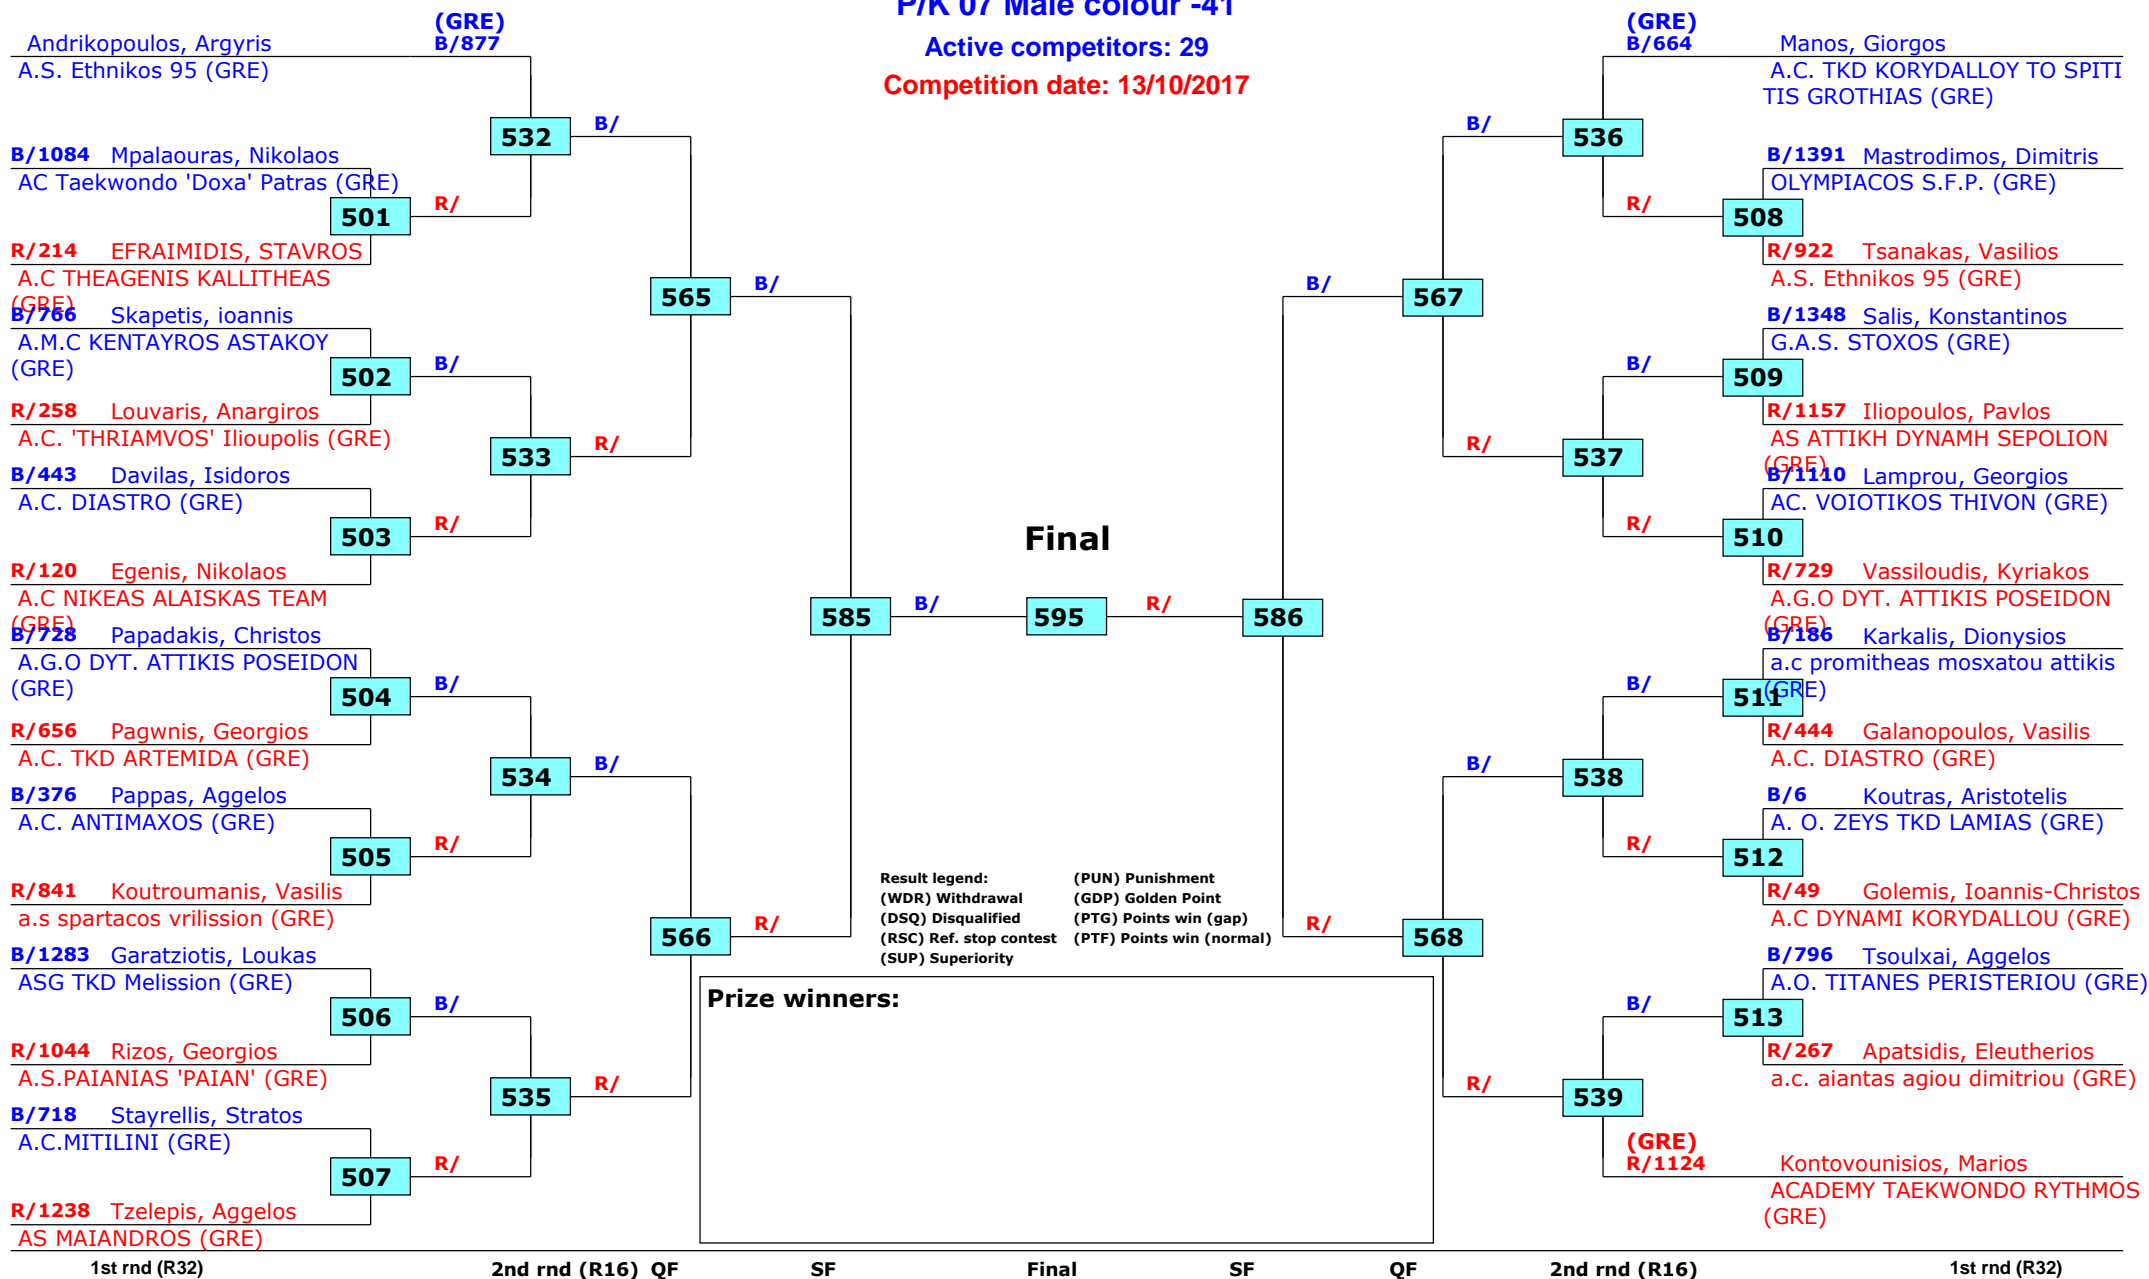 P/K 07 Male colour -41
Active competitors: 29
Competition date: 13/10/2017
(GRE)
Andrikopoulos, Argyris B/877
A.S. Ethnikos 95 (GRE)
532
B/
B/1084 Mpalaouras, Nikolaos
AC Taekwondo 'Doxa' Patras (GRE)
501
R/
R/214 EFRAIMIDIS, STAVROS
A.C THEAGENIS KALLITHEAS
(GRE)
565
B/
B/766 Skapetis, ioannis
A.M.C KENTAYROS ASTAKOY
(GRE)
502
B/
R/258 Louvaris, Anargiros
A.C. 'THRIAMVOS' Ilioupolis (GRE)
533
R/
B/443 Davilas, Isidoros
A.C. DIASTRO (GRE)
503
R/
R/120 Egenis, Nikolaos
A.C NIKEAS ALAISKAS TEAM
(GRE)
585
B/
B/728 Papadakis, Christos
A.G.O DYT. ATTIKIS POSEIDON
(GRE)
504
B/
R/656 Pagwnis, Georgios
A.C. TKD ARTEMIDA (GRE)
534
B/
B/376 Pappas, Aggelos
A.C. ANTIMAXOS (GRE)
505
R/
R/841 Koutroumanis, Vasilis
a.s spartacos vrilission (GRE)
566
R/
B/1283 Garatziotis, Loukas
ASG TKD Melission (GRE)
506
B/
R/1044 Rizos, Georgios
A.S.PAIANIAS 'PAIAN' (GRE)
535
R/
B/718 Stayrellis, Stratos
A.C.MITILINI (GRE)
507
R/
R/1238 Tzelepis, Aggelos
AS MAIANDROS (GRE)
Final
595
R/
Result legend:
(WDR) Withdrawal
(DSQ) Disqualified
(RSC) Ref. stop contest
(SUP) Superiority
(PUN) Punishment
(GDP) Golden Point
(PTG) Points win (gap)
(PTF) Points win (normal)
Prize winners:
(GRE)
B/664 Manos, Giorgos
A.C. TKD KORYDALLOY TO SPITI
TIS GROTHIAS (GRE)
B/
536
B/1391 Mastrodimos, Dimitris
OLYMPIACOS S.F.P. (GRE)
R/
508
R/922 Tsanakas, Vasilios
A.S. Ethnikos 95 (GRE)
B/
567
B/1348 Salis, Konstantinos
G.A.S. STOXOS (GRE)
B/
509
R/1157 Iliopoulos, Pavlos
AS ATTIKH DYNAMH SEPOLION
(GRE)
R/
537
B/1110 Lamprou, Georgios
AC. VOIOTIKOS THIVON (GRE)
R/
510
R/729 Vassiloudis, Kyriakos
A.G.O DYT. ATTIKIS POSEIDON
(GRE)
586
B/186 Karkalis, Dionysios
a.c promitheas mosxatou attikis
(GRE)
B/
511
R/444 Galanopoulos, Vasilis
A.C. DIASTRO (GRE)
B/
538
B/6 Koutras, Aristotelis
A. O. ZEYS TKD LAMIAS (GRE)
R/
512
R/49 Golemis, Ioannis-Christos
A.C DYNAMI KORYDALLOU (GRE)
R/
568
B/796 Tsoulxai, Aggelos
A.O. TITANES PERISTERIOU (GRE)
B/
513
R/267 Apatsidis, Eleutherios
a.c. aiantas agiou dimitriou (GRE)
R/
539
(GRE)
R/1124 Kontovounisios, Marios
ACADEMY TAEKWONDO RYTHMOS
(GRE)
1st rnd (R32) 2nd rnd (R16) QF SF Final SF QF 2nd rnd (R16) 1st rnd (R32)